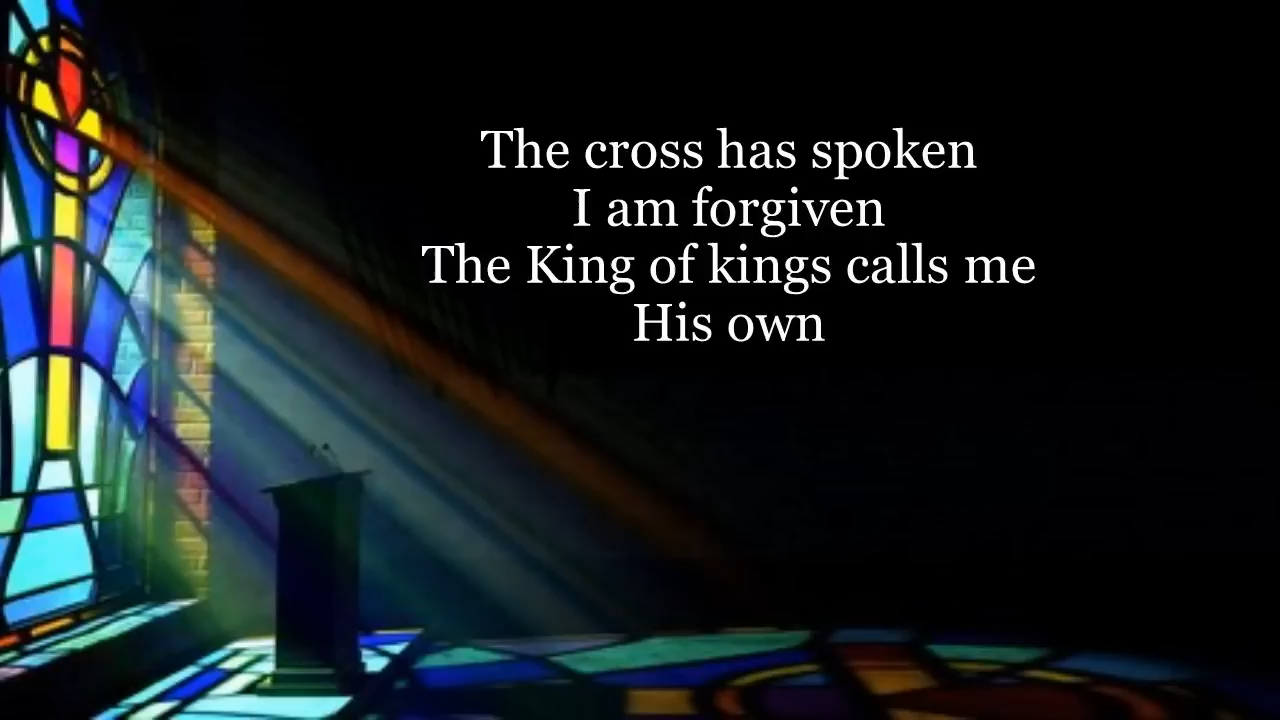 The cross has spoken
I am forgiven
The King of kings calls me
His own